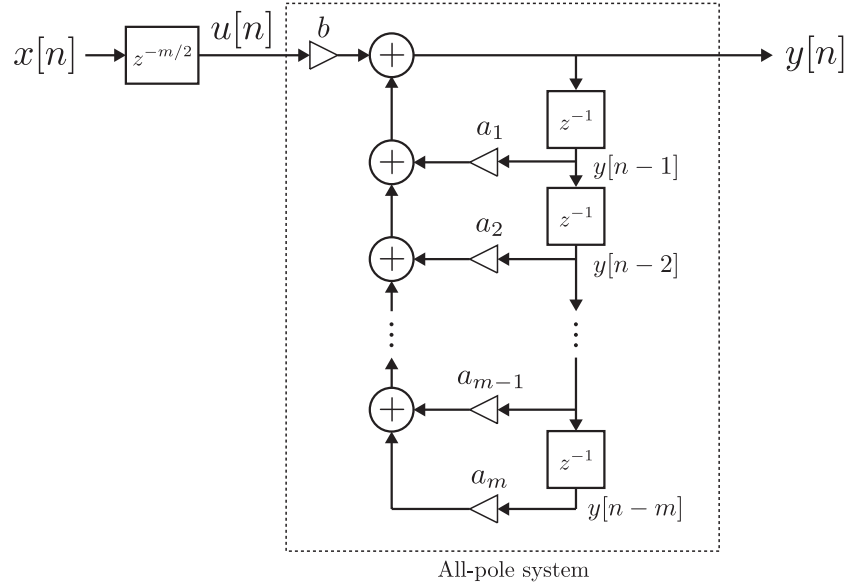 b
x[n]
z^{-m/2}
u[n]
+
y[n]
z^{-1}
a_1
+
y[n − 1]
z^{-1}
a_2
+
y[n − 2]
⋮
⋮
a_{m−1}
+
z^{-1}
a_m
y[n − m]
All-pole system